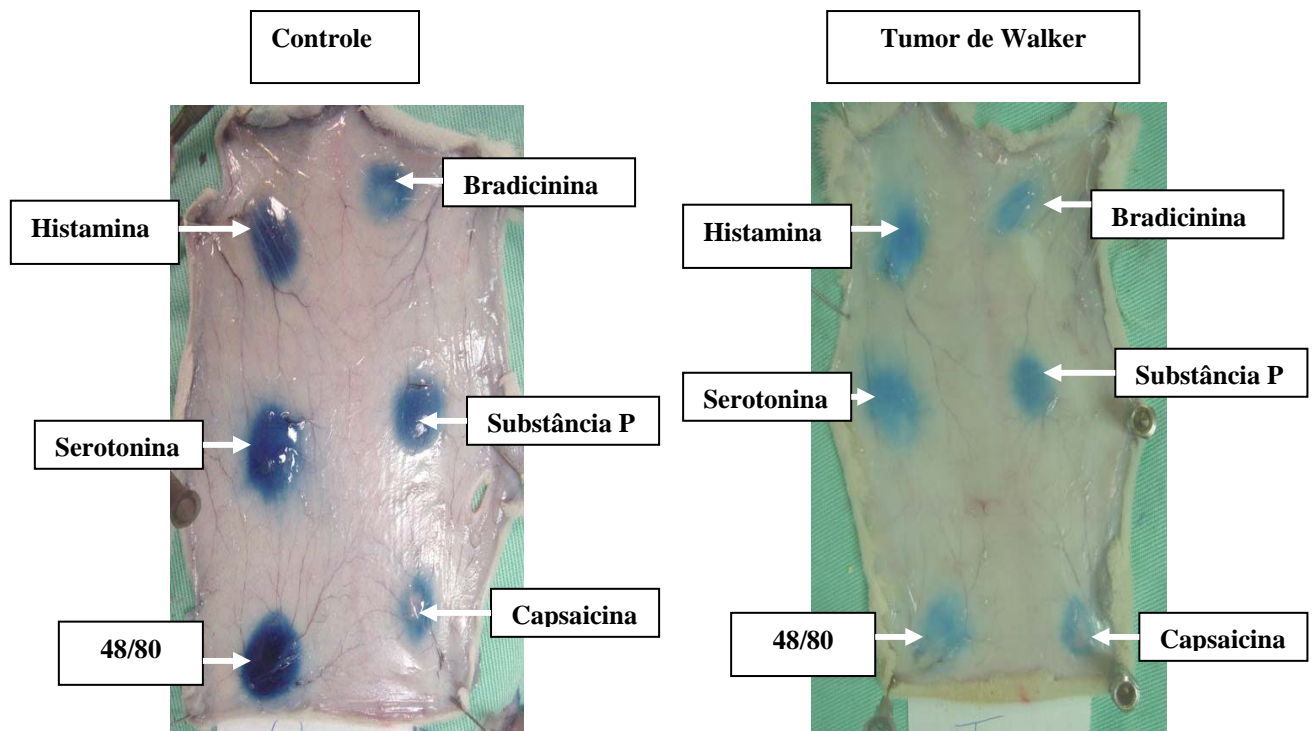 Controle
Tumor de Walker
Bradicinina
Histamina
Serotonina
Substância P
48/80
Capsaicina
Bradicinina
Histamina
Substância P
Serotonina
48/80
Capsaicina